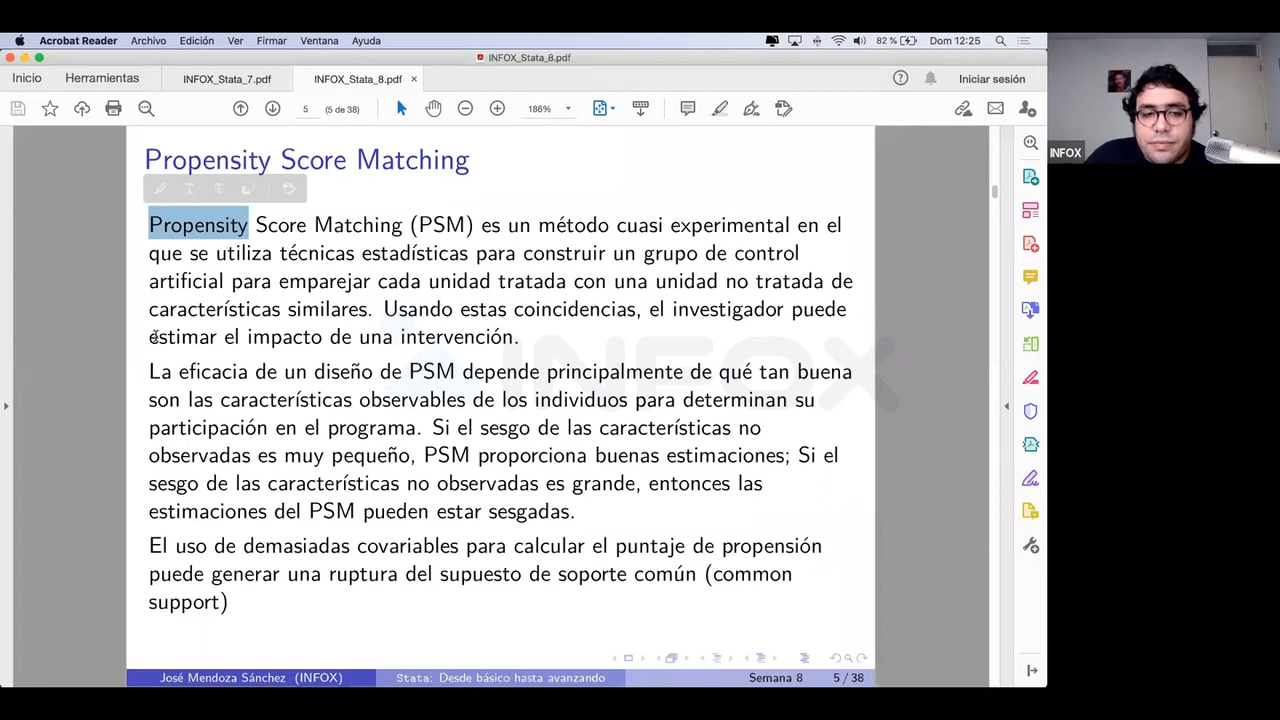 Acrobat Reader Archivo Edición Ver Firmar Ventana Ayuda 82 % Dom 12:25
INFOX_Stata_8.pdf
Inicio Herramientas INFOX_Stata_7.pdf INFOX_Stata_8.pdf × Iniciar sesión
5 (5 de 38) 186%
INFOX
Propensity Score Matching
Propensity Score Matching (PSM) es un método cuasi experimental en el
que se utiliza técnicas estadísticas para construir un grupo de control
artificial para emparejar cada unidad tratada con una unidad no tratada de
características similares. Usando estas coincidencias, el investigador puede
estimar el impacto de una intervención.
INFOX
La eficacia de un diseño de PSM depende principalmente de qué tan buena
son las características observables de los individuos para determinan su
participación en el programa. Si el sesgo de las características no
observadas es muy pequeño, PSM proporciona buenas estimaciones; Si el
sesgo de las características no observadas es grande, entonces las
estimaciones del PSM pueden estar sesgadas.
El uso de demasiadas covariables para calcular el puntaje de propensión
puede generar una ruptura del supuesto de soporte común (common
support)
José Mendoza Sánchez (INFOX) Stata: Desde básico hasta avanzando Semana 8 5 / 38